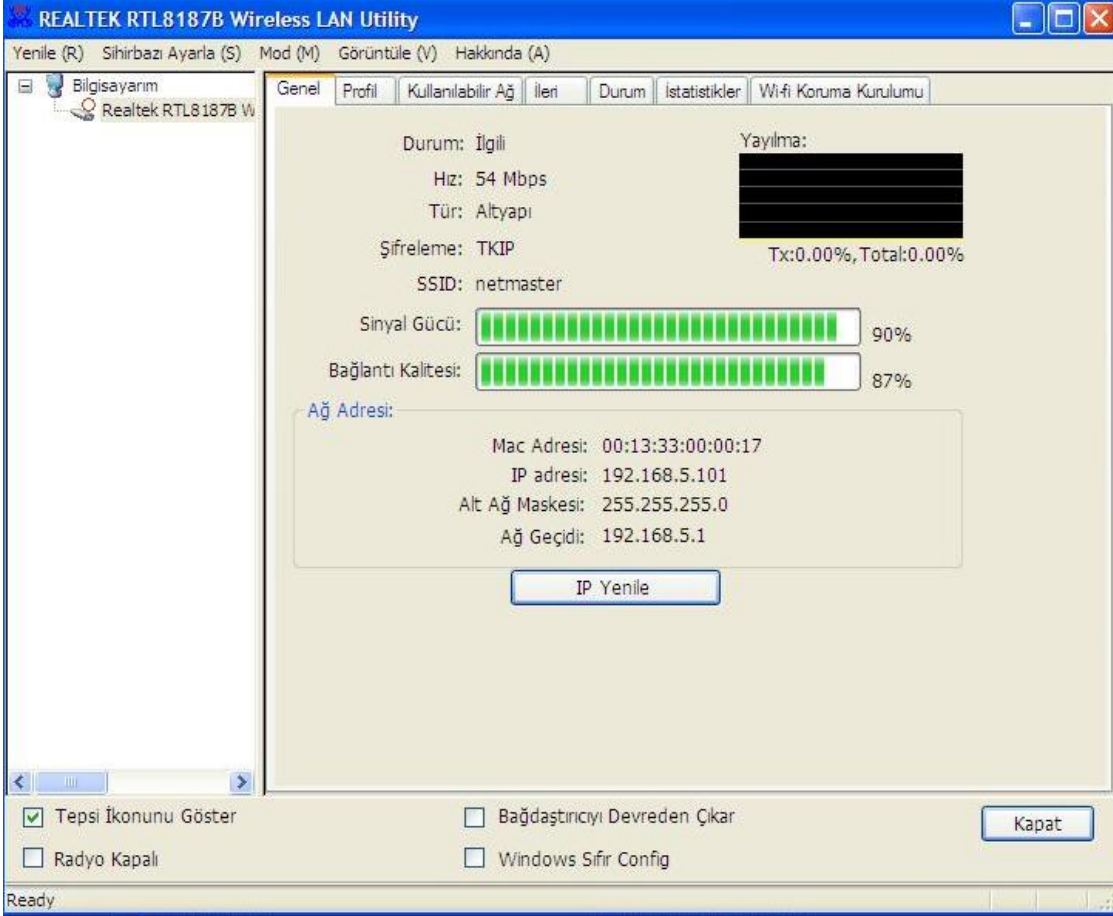 REALTEK RTL8187B Wireless LAN Utility
Yenile (R) Sihirbazı Ayarla (S) Mod (M) Görüntüle (V) Hakkında (A)
Bilgisayarım
Realtek RTL8187B W
Genel Profil Kullanılabilir Ağ İleri Durum İstatistikler Wi-fi Koruma Kurulumu
Durum: İlgili
Hız: 54 Mbps
Tür: Altyapı
Şifreleme: TKIP
SSID: netmaster
Yayılma:
Tx:0.00%, Total:0.00%
Sinyal Gücü: 90%
Bağlantı Kalitesi: 87%
Ağ Adresi:
Mac Adresi: 00:13:33:00:00:17
IP adresi: 192.168.5.101
Alt Ağ Maskesi: 255.255.255.0
Ağ Geçidi: 192.168.5.1
IP Yenile
Tepsi İkonunu Göster Bağdaştırıcıyı Devreden Çıkar Kapat
Radyo Kapalı Windows Sıfır Config
Ready